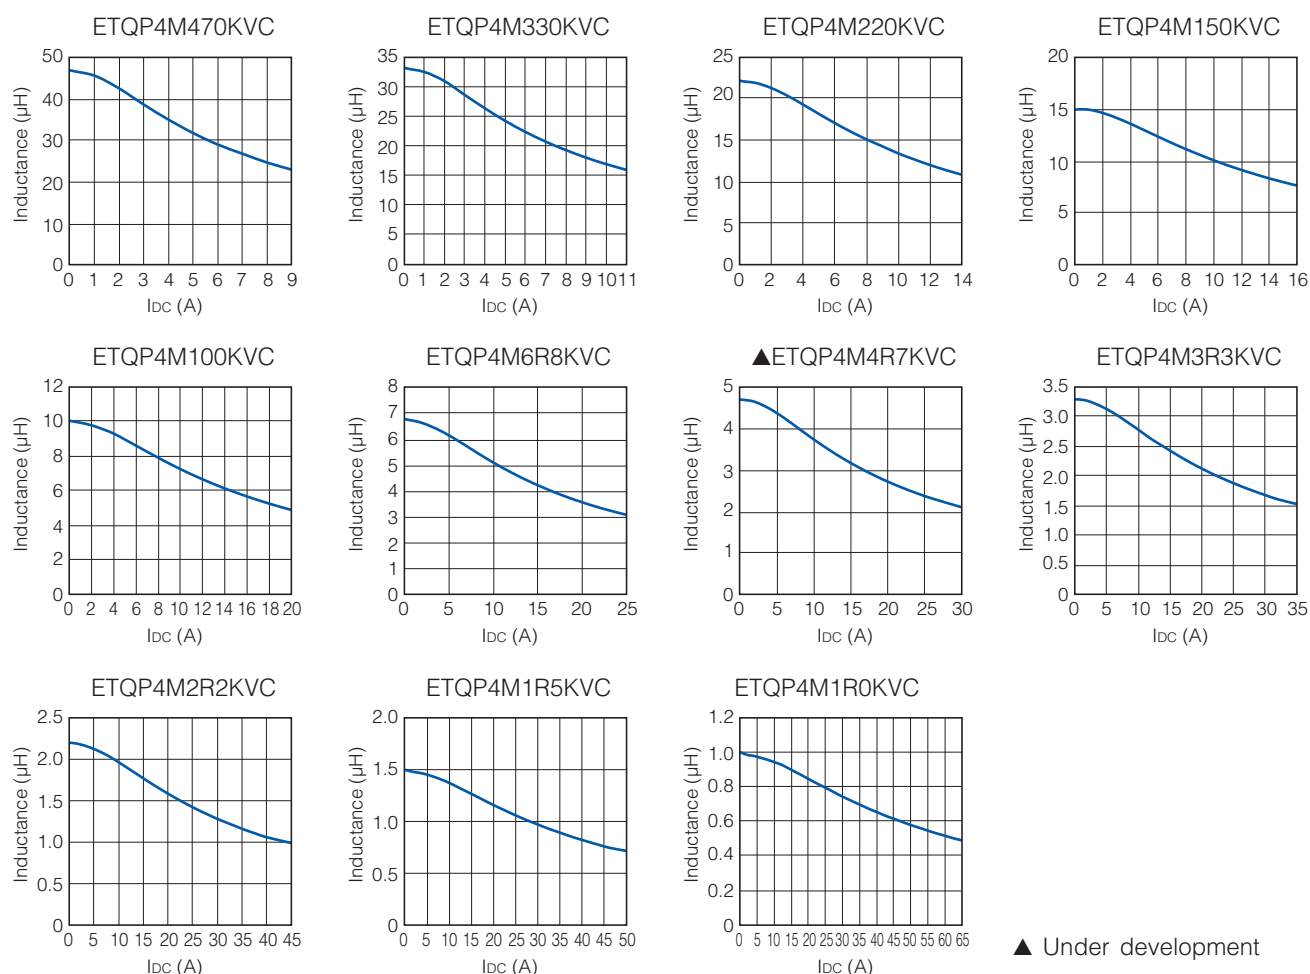 ETQP4M470KVC
Inductance (µH)
50
40
30
20
10
0
0 1 2 3 4 5 6 7 8 9
IDC (A)
ETQP4M330KVC
Inductance (µH)
35
30
25
20
15
10
5
0
0 1 2 3 4 5 6 7 8 9 10 11
IDC (A)
ETQP4M220KVC
Inductance (µH)
25
20
15
10
5
0
0 2 4 6 8 10 12 14
IDC (A)
ETQP4M150KVC
Inductance (µH)
20
15
10
5
0
0 2 4 6 8 10 12 14 16
IDC (A)
ETQP4M100KVC
Inductance (µH)
12
10
8
6
4
2
0
0 2 4 6 8 10 12 14 16 18 20
IDC (A)
ETQP4M6R8KVC
Inductance (µH)
8
7
6
5
4
3
2
1
0
0 5 10 15 20 25
IDC (A)
▲ETQP4M4R7KVC
Inductance (µH)
5
4
3
2
1
0
0 5 10 15 20 25 30
IDC (A)
ETQP4M3R3KVC
Inductance (µH)
3.5
3.0
2.5
2.0
1.5
1.0
0.5
0
0 5 10 15 20 25 30 35
IDC (A)
ETQP4M2R2KVC
Inductance (µH)
2.5
2.0
1.5
1.0
0.5
0
0 5 10 15 20 25 30 35 40 45
IDC (A)
ETQP4M1R5KVC
Inductance (µH)
2.0
1.5
1.0
0.5
0
0 5 10 15 20 25 30 35 40 45 50
IDC (A)
ETQP4M1R0KVC
Inductance (µH)
1.2
1.0
0.8
0.6
0.4
0.2
0
0 5 10 15 20 25 30 35 40 45 50 55 60 65
IDC (A)
▲ Under development